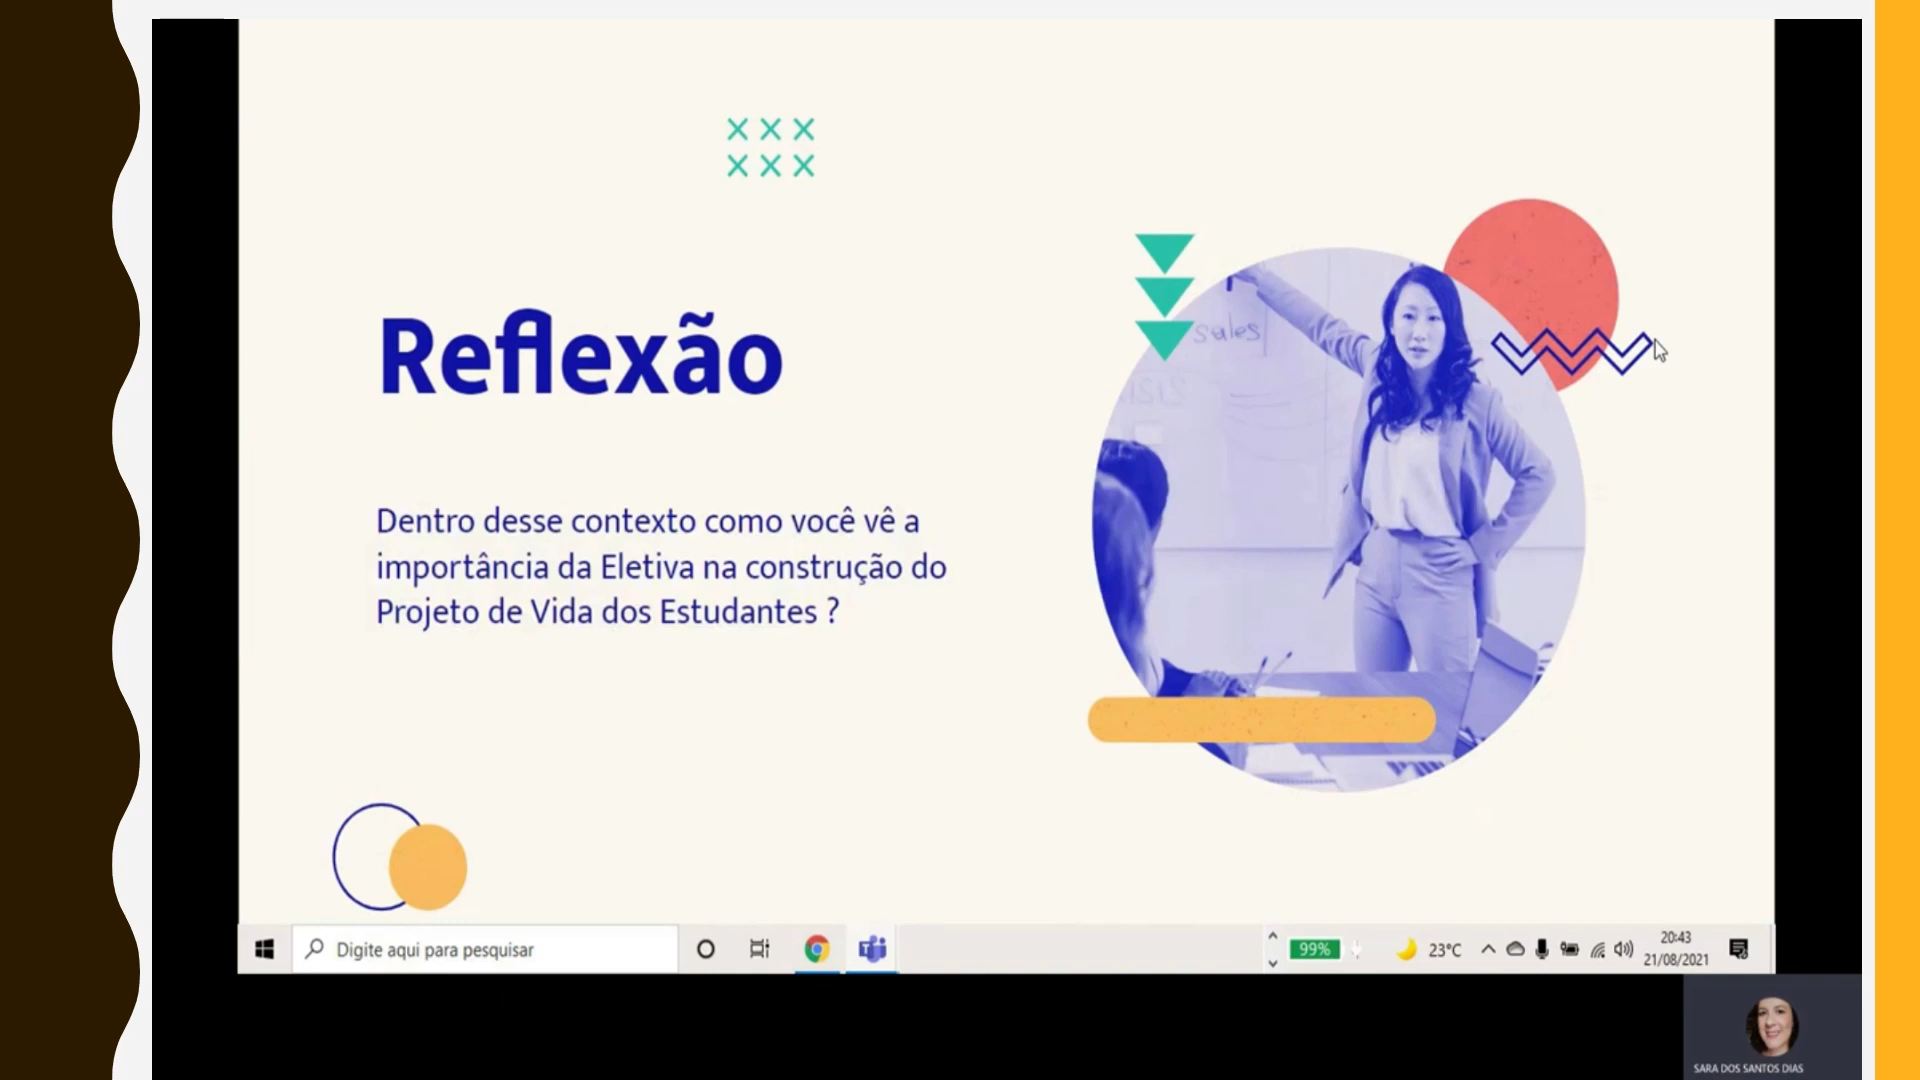 sales
Reflexão
Dentro desse contexto como você vê a
importância da Eletiva na construção do
Projeto de Vida dos Estudantes ?
Digite aqui para pesquisar
99%
23°C
20:43
21/08/2021
SARA DOS SANTOS DIAS